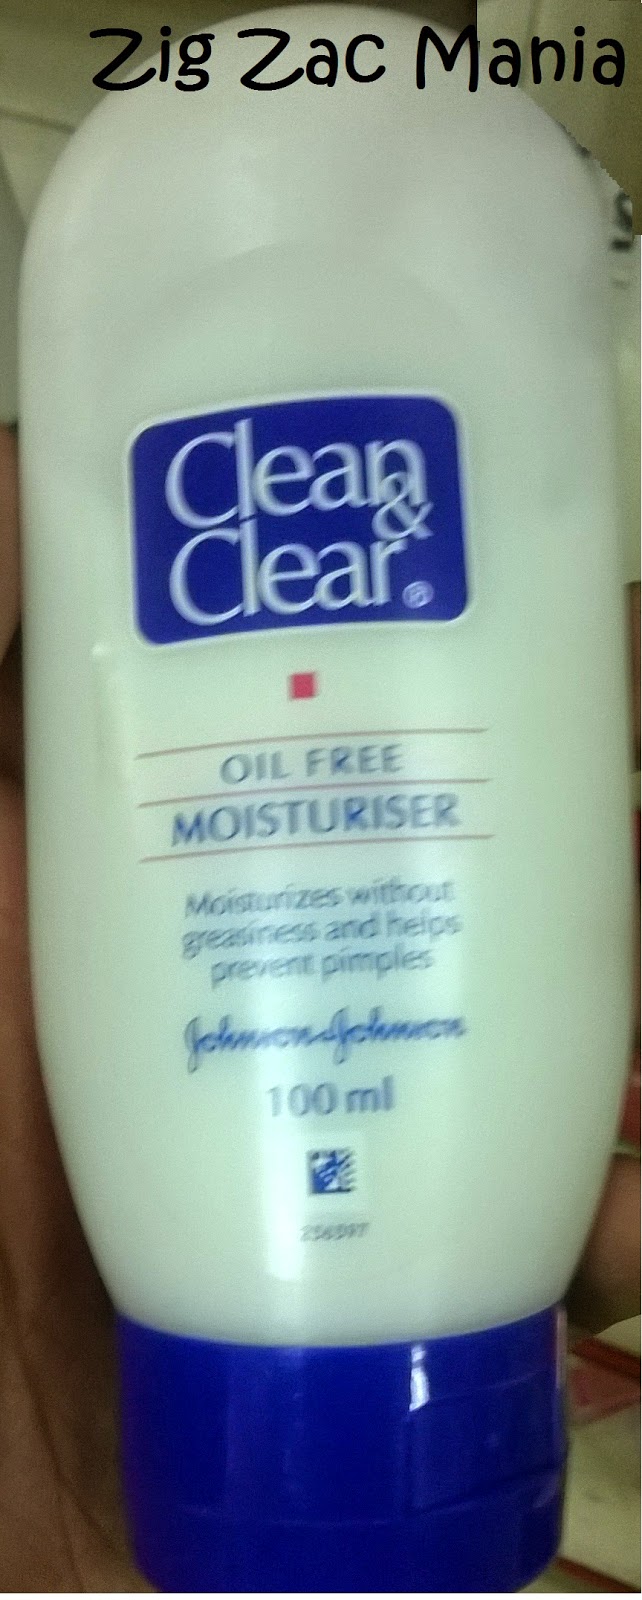 Zig Zac Mania
Clean
&
Clear®
OIL FREE
MOISTURISER
Moisturizes without
greasiness and helps
prevent pimples
Johnson+Johnson
100 ml